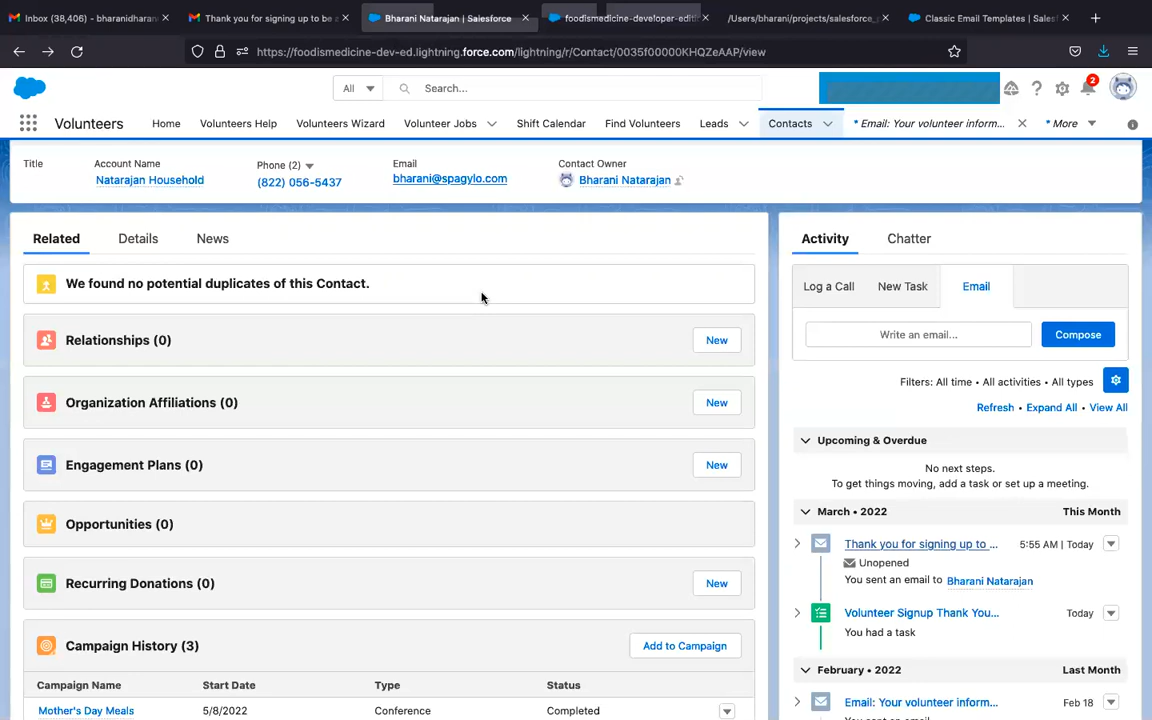 Inbox (38,406) - bharanidharan
Thank you for signing up to be a
Bharani Natarajan | Salesforce
foodismedicine-developer-editi
/Users/bharani/projects/salesforce_
Classic Email Templates | Salesf
https://foodismedicine-dev-ed.lightning.force.com/lightning/r/Contact/0035f00000KHQZeAAP/view
All
Search...
2
Volunteers
Home
Volunteers Help
Volunteers Wizard
Volunteer Jobs
Shift Calendar
Find Volunteers
Leads
Contacts
* Email: Your volunteer inform...
* More
Title
Account Name
Phone (2)
Email
Contact Owner
Natarajan Household
(822) 056-5437
bharani@spagylo.com
Bharani Natarajan
Related
Details
News
We found no potential duplicates of this Contact.
Relationships (0)
New
Organization Affiliations (0)
New
Engagement Plans (0)
New
Opportunities (0)
Recurring Donations (0)
New
Campaign History (3)
Add to Campaign
Campaign Name
Start Date
Type
Status
Mother's Day Meals
5/8/2022
Conference
Completed
Activity
Chatter
Log a Call
New Task
Email
Write an email...
Compose
Filters: All time • All activities • All types
Refresh • Expand All • View All
Upcoming & Overdue
No next steps.
To get things moving, add a task or set up a meeting.
March • 2022
This Month
Thank you for signing up to ...
5:55 AM | Today
Unopened
You sent an email to Bharani Natarajan
Volunteer Signup Thank You...
Today
You had a task
February • 2022
Last Month
Email: Your volunteer inform...
Feb 18